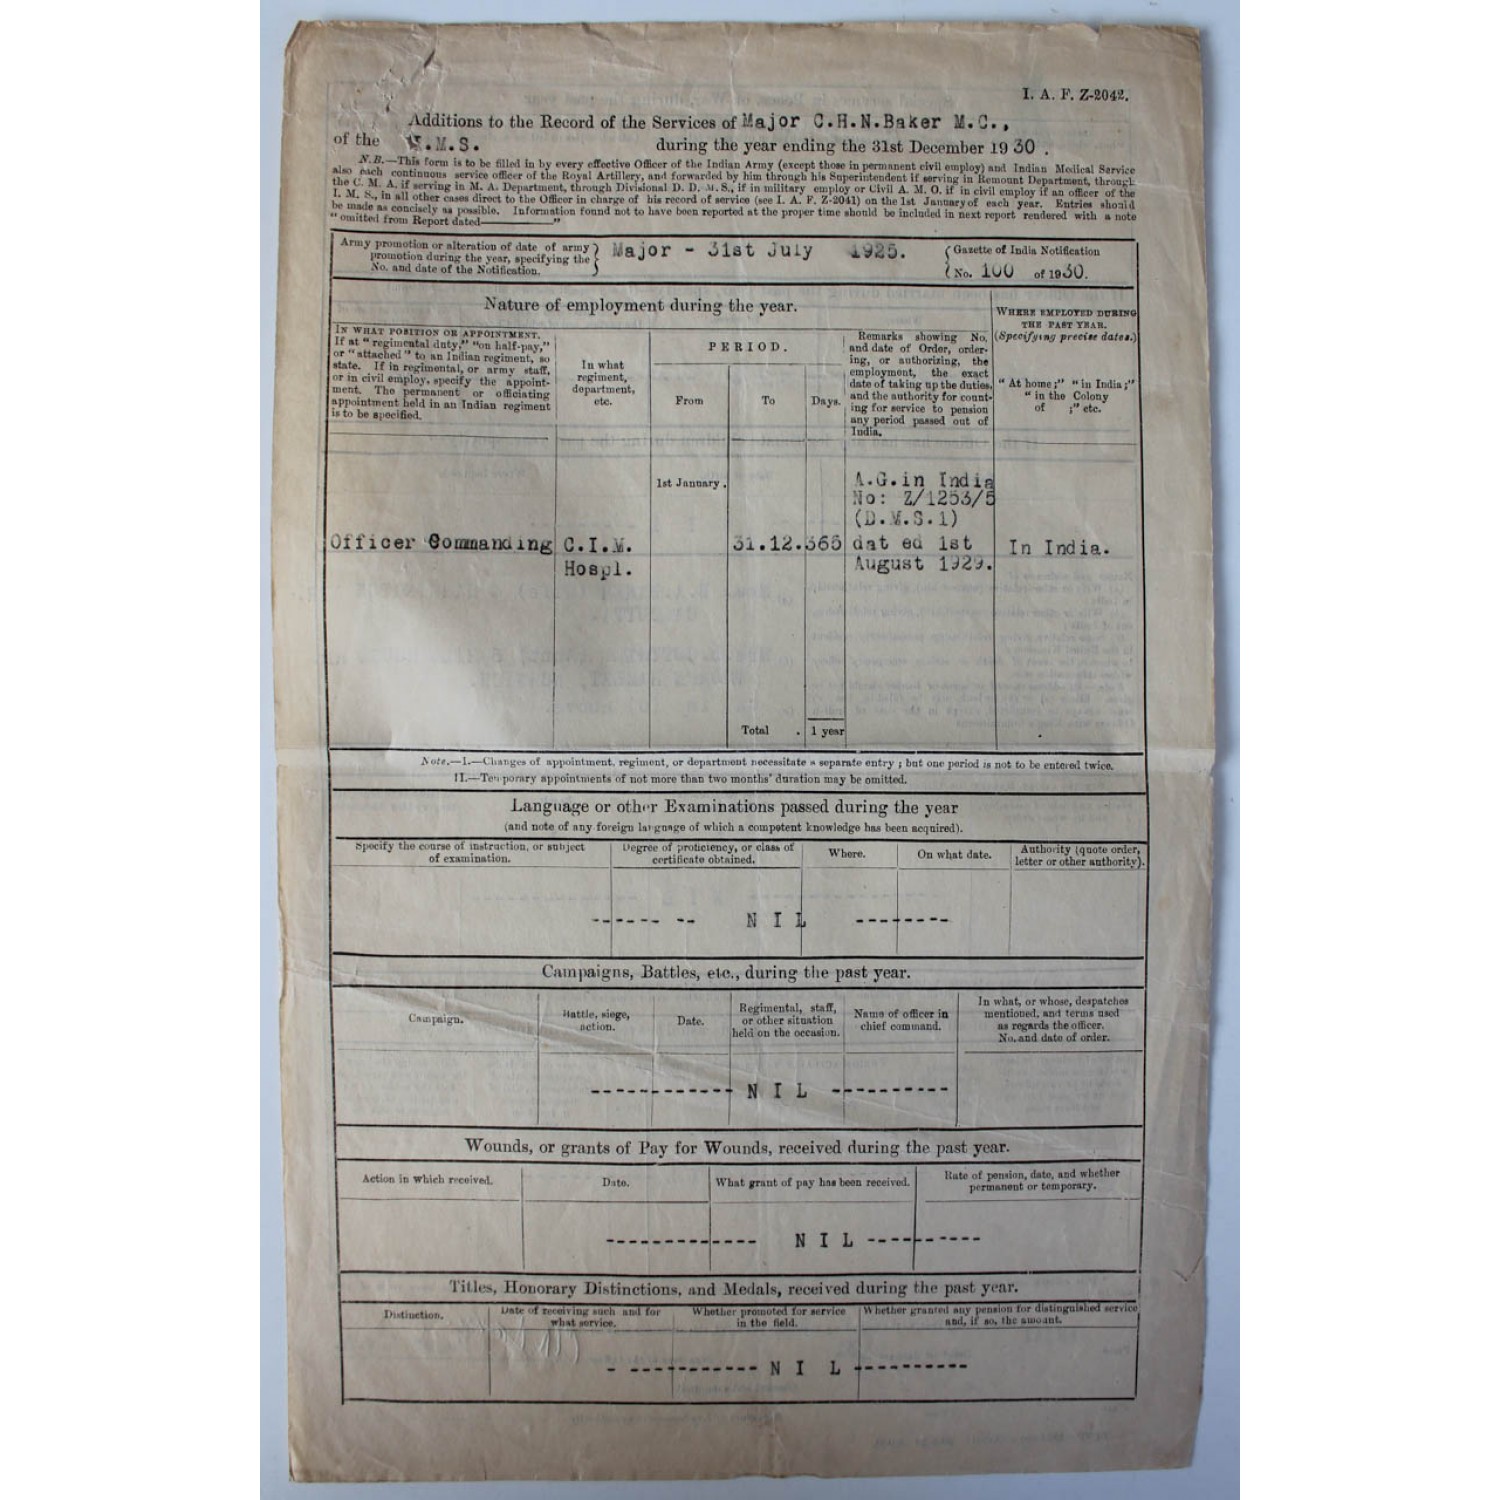 I. A. F. Z-2042.
Additions to the Record of the Services of Major C.H.N.Baker M.C.,
of the .M.S. during the year ending the 31st December 1930.
N.B.—This form is to be filled in by every effective Officer of the Indian Army (except those in permanent civil employ) and Indian Medical Service
also each continuous service officer of the Royal Artillery, and forwarded by him through his Superintendent if serving in Remount Department, through
the C. M. A. if serving in M. A. Department, through Divisional D. D. M. S., if in military employ or Civil A. M. O. if in civil employ if an officer of the
I. M. S., in all other cases direct to the Officer in charge of his record of service (see I. A. F. Z-2041) on the 1st January of each year. Entries should
be made as concisely as possible. Information found not to have been reported at the proper time should be included in next report rendered with a note
"omitted from Report dated————"
Army promotion or alteration of date of army
promotion during the year, specifying the
No. and date of the Notification.
Major - 31st July 1925.
Gazette of India Notification
No. 100 of 1930.
Nature of employment during the year.
WHERE EMPLOYED DURING
THE PAST YEAR.
(Specifying precise dates.)
"At home;" "in India;"
"in the Colony
of ;" etc.
IN WHAT POSITION OR APPOINTMENT.
If at "regimental duty," "on half-pay,"
or "attached" to an Indian regiment, so
state. If in regimental, or army staff,
or in civil employ, specify the appoint-
ment. The permanent or officiating
appointment held in an Indian regiment
is to be specified.
In what
regiment,
department,
etc.
PERIOD.
From To Days.
Remarks showing No.
and date of Order, order-
ing, or authorizing, the
employment, the exact
date of taking up the duties,
and the authority for count-
ing for service to pension
any period passed out of
India.
1st January.
A.G.in India
No: Z/1253/5
(D.M.S.1)
Officer Commanding C.I.M. 31.12.365 dat ed 1st In India.
Hospl. August 1929.
Total . 1 year
Note.—I.—Changes of appointment, regiment, or department necessitate a separate entry; but one period is not to be entered twice.
II.—Temporary appointments of not more than two months' duration may be omitted.
Language or other Examinations passed during the year
(and note of any foreign language of which a competent knowledge has been acquired).
Specify the course of instruction, or subject
of examination.
Degree of proficiency, or class of
certificate obtained.
Where.
On what date.
Authority (quote order,
letter or other authority).
------- -- N I L --------
Campaigns, Battles, etc., during the past year.
Campaign.
Battle, siege,
action.
Date.
Regimental, staff,
or other situation
held on the occasion.
Name of officer in
chief command.
In what, or whose, despatches
mentioned, and terms used
as regards the officer.
No. and date of order.
------------ N I L ----------
Wounds, or grants of Pay for Wounds, received during the past year.
Action in which received.
Date.
What grant of pay has been received.
Rate of pension, date, and whether
permanent or temporary.
------------- N I L ----------
Titles, Honorary Distinctions, and Medals, received during the past year.
Distinction.
Date of receiving such and for
what service.
Whether promoted for service
in the field.
Whether granted any pension for distinguished service
and, if so, the amount.
- ----------- N I L ----------